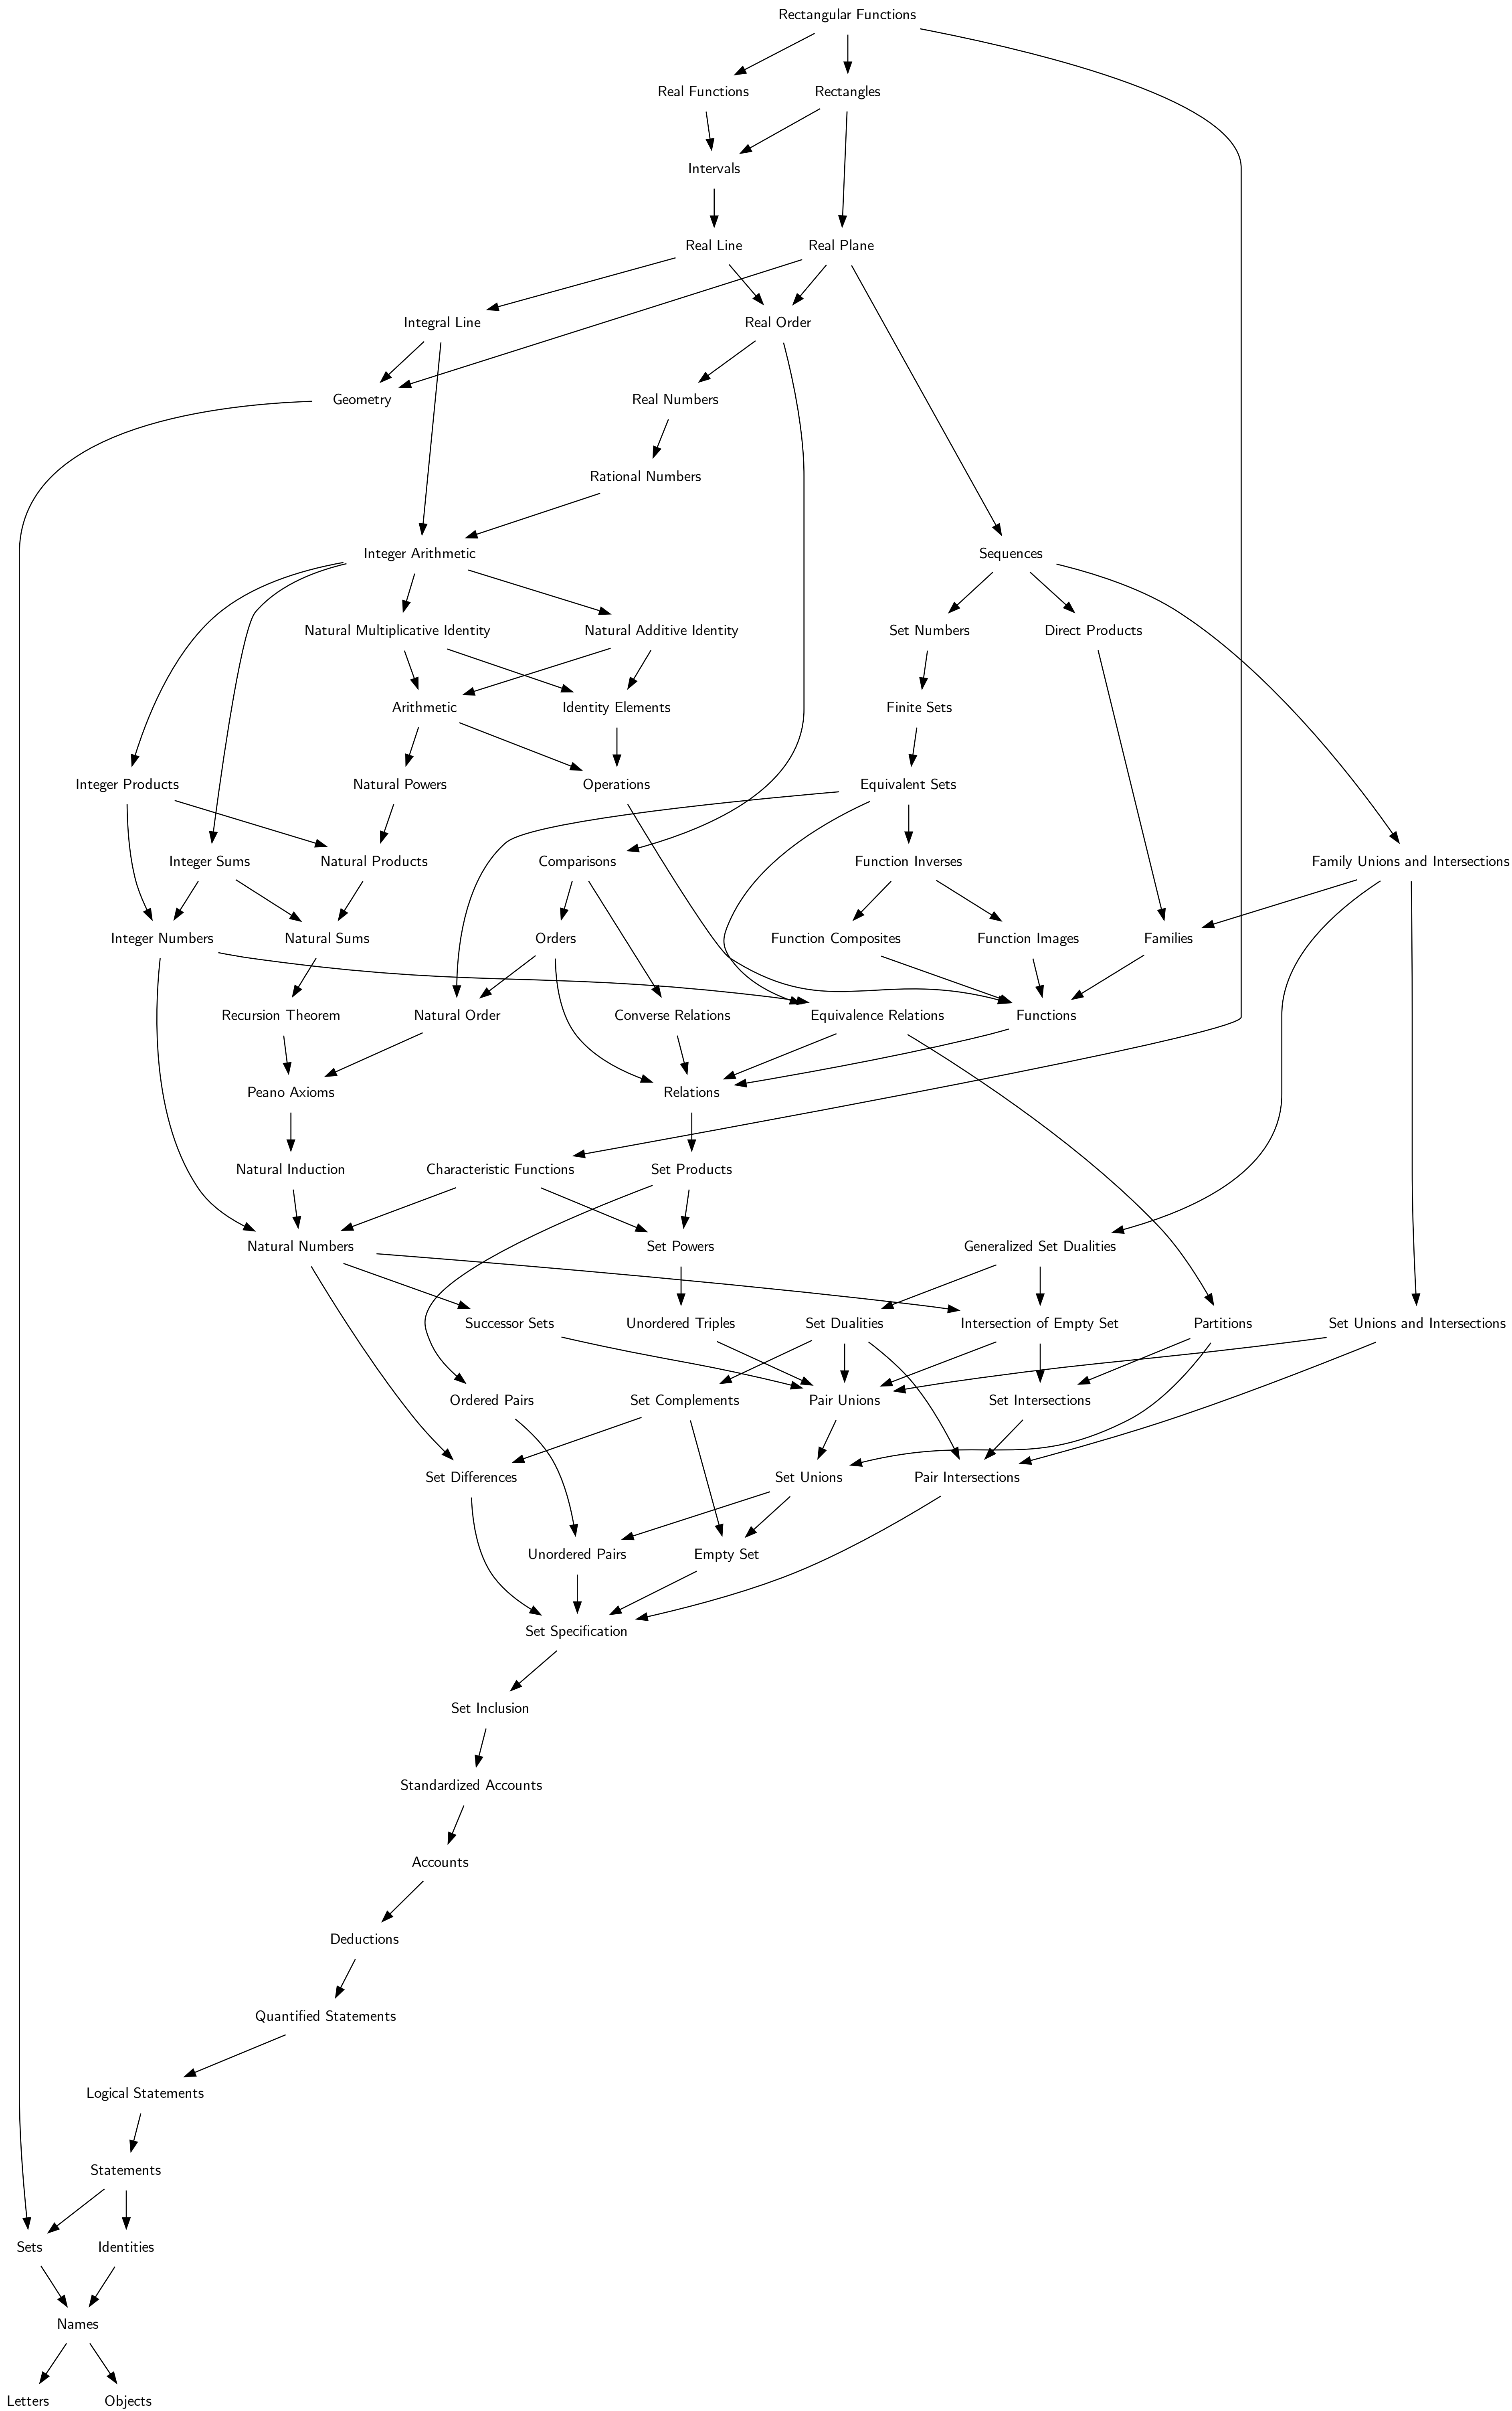 Rectangular Functions
Real Functions
Rectangles
Intervals
Real Line
Real Plane
Integral Line
Real Order
Geometry
Real Numbers
Rational Numbers
Integer Arithmetic
Sequences
Natural Multiplicative Identity
Natural Additive Identity
Set Numbers
Direct Products
Arithmetic
Identity Elements
Finite Sets
Integer Products
Natural Powers
Operations
Equivalent Sets
Integer Sums
Natural Products
Comparisons
Function Inverses
Family Unions and Intersections
Integer Numbers
Natural Sums
Orders
Function Composites
Function Images
Families
Recursion Theorem
Natural Order
Converse Relations
Equivalence Relations
Functions
Peano Axioms
Relations
Natural Induction
Characteristic Functions
Set Products
Natural Numbers
Set Powers
Generalized Set Dualities
Successor Sets
Unordered Triples
Set Dualities
Intersection of Empty Set
Partitions
Set Unions and Intersections
Ordered Pairs
Set Complements
Pair Unions
Set Intersections
Set Differences
Set Unions
Pair Intersections
Unordered Pairs
Empty Set
Set Specification
Set Inclusion
Standardized Accounts
Accounts
Deductions
Quantified Statements
Logical Statements
Statements
Sets
Identities
Names
Letters
Objects